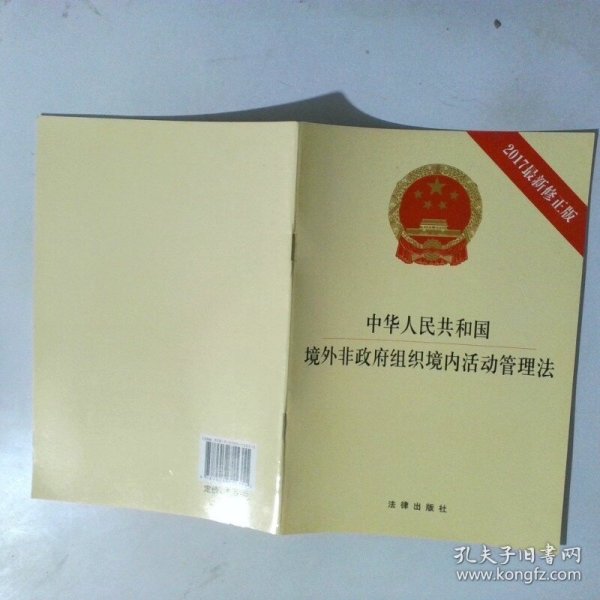 2017最新修正版
中华人民共和国
境外非政府组织境内活动管理法
法律出版社
定价
孔夫子旧书网
www.kongfz.com